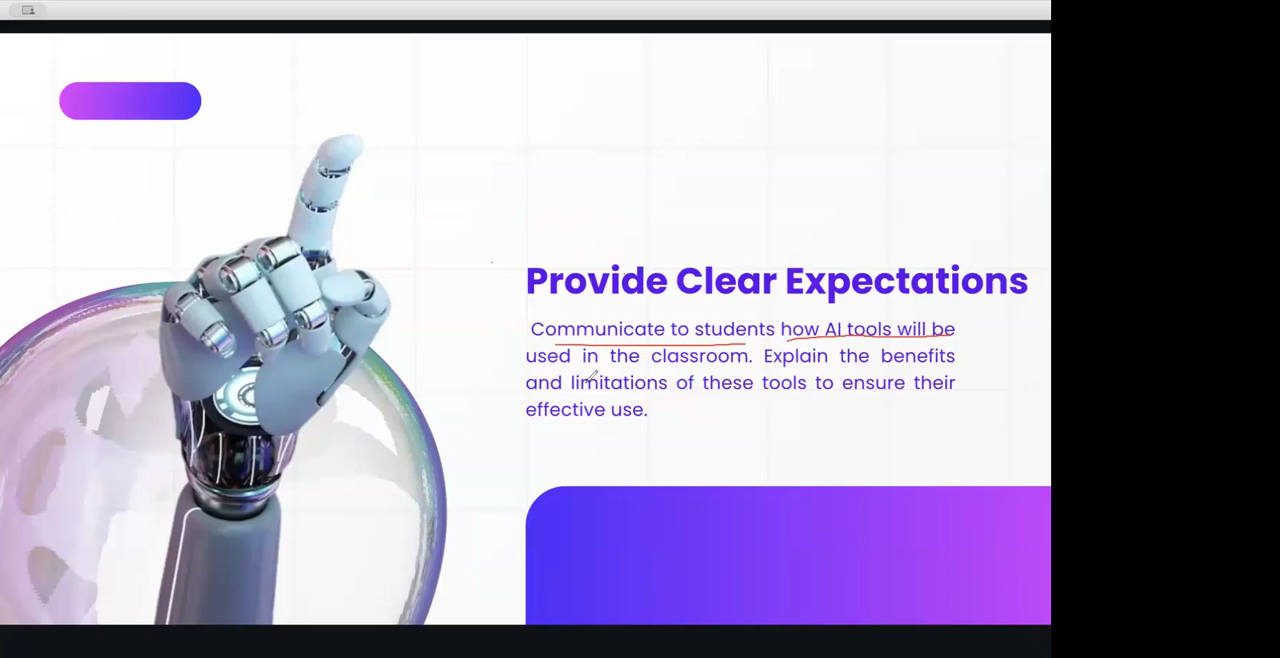 Provide Clear Expectations
Communicate to students how AI tools will be
used in the classroom. Explain the benefits
and limitations of these tools to ensure their
effective use.